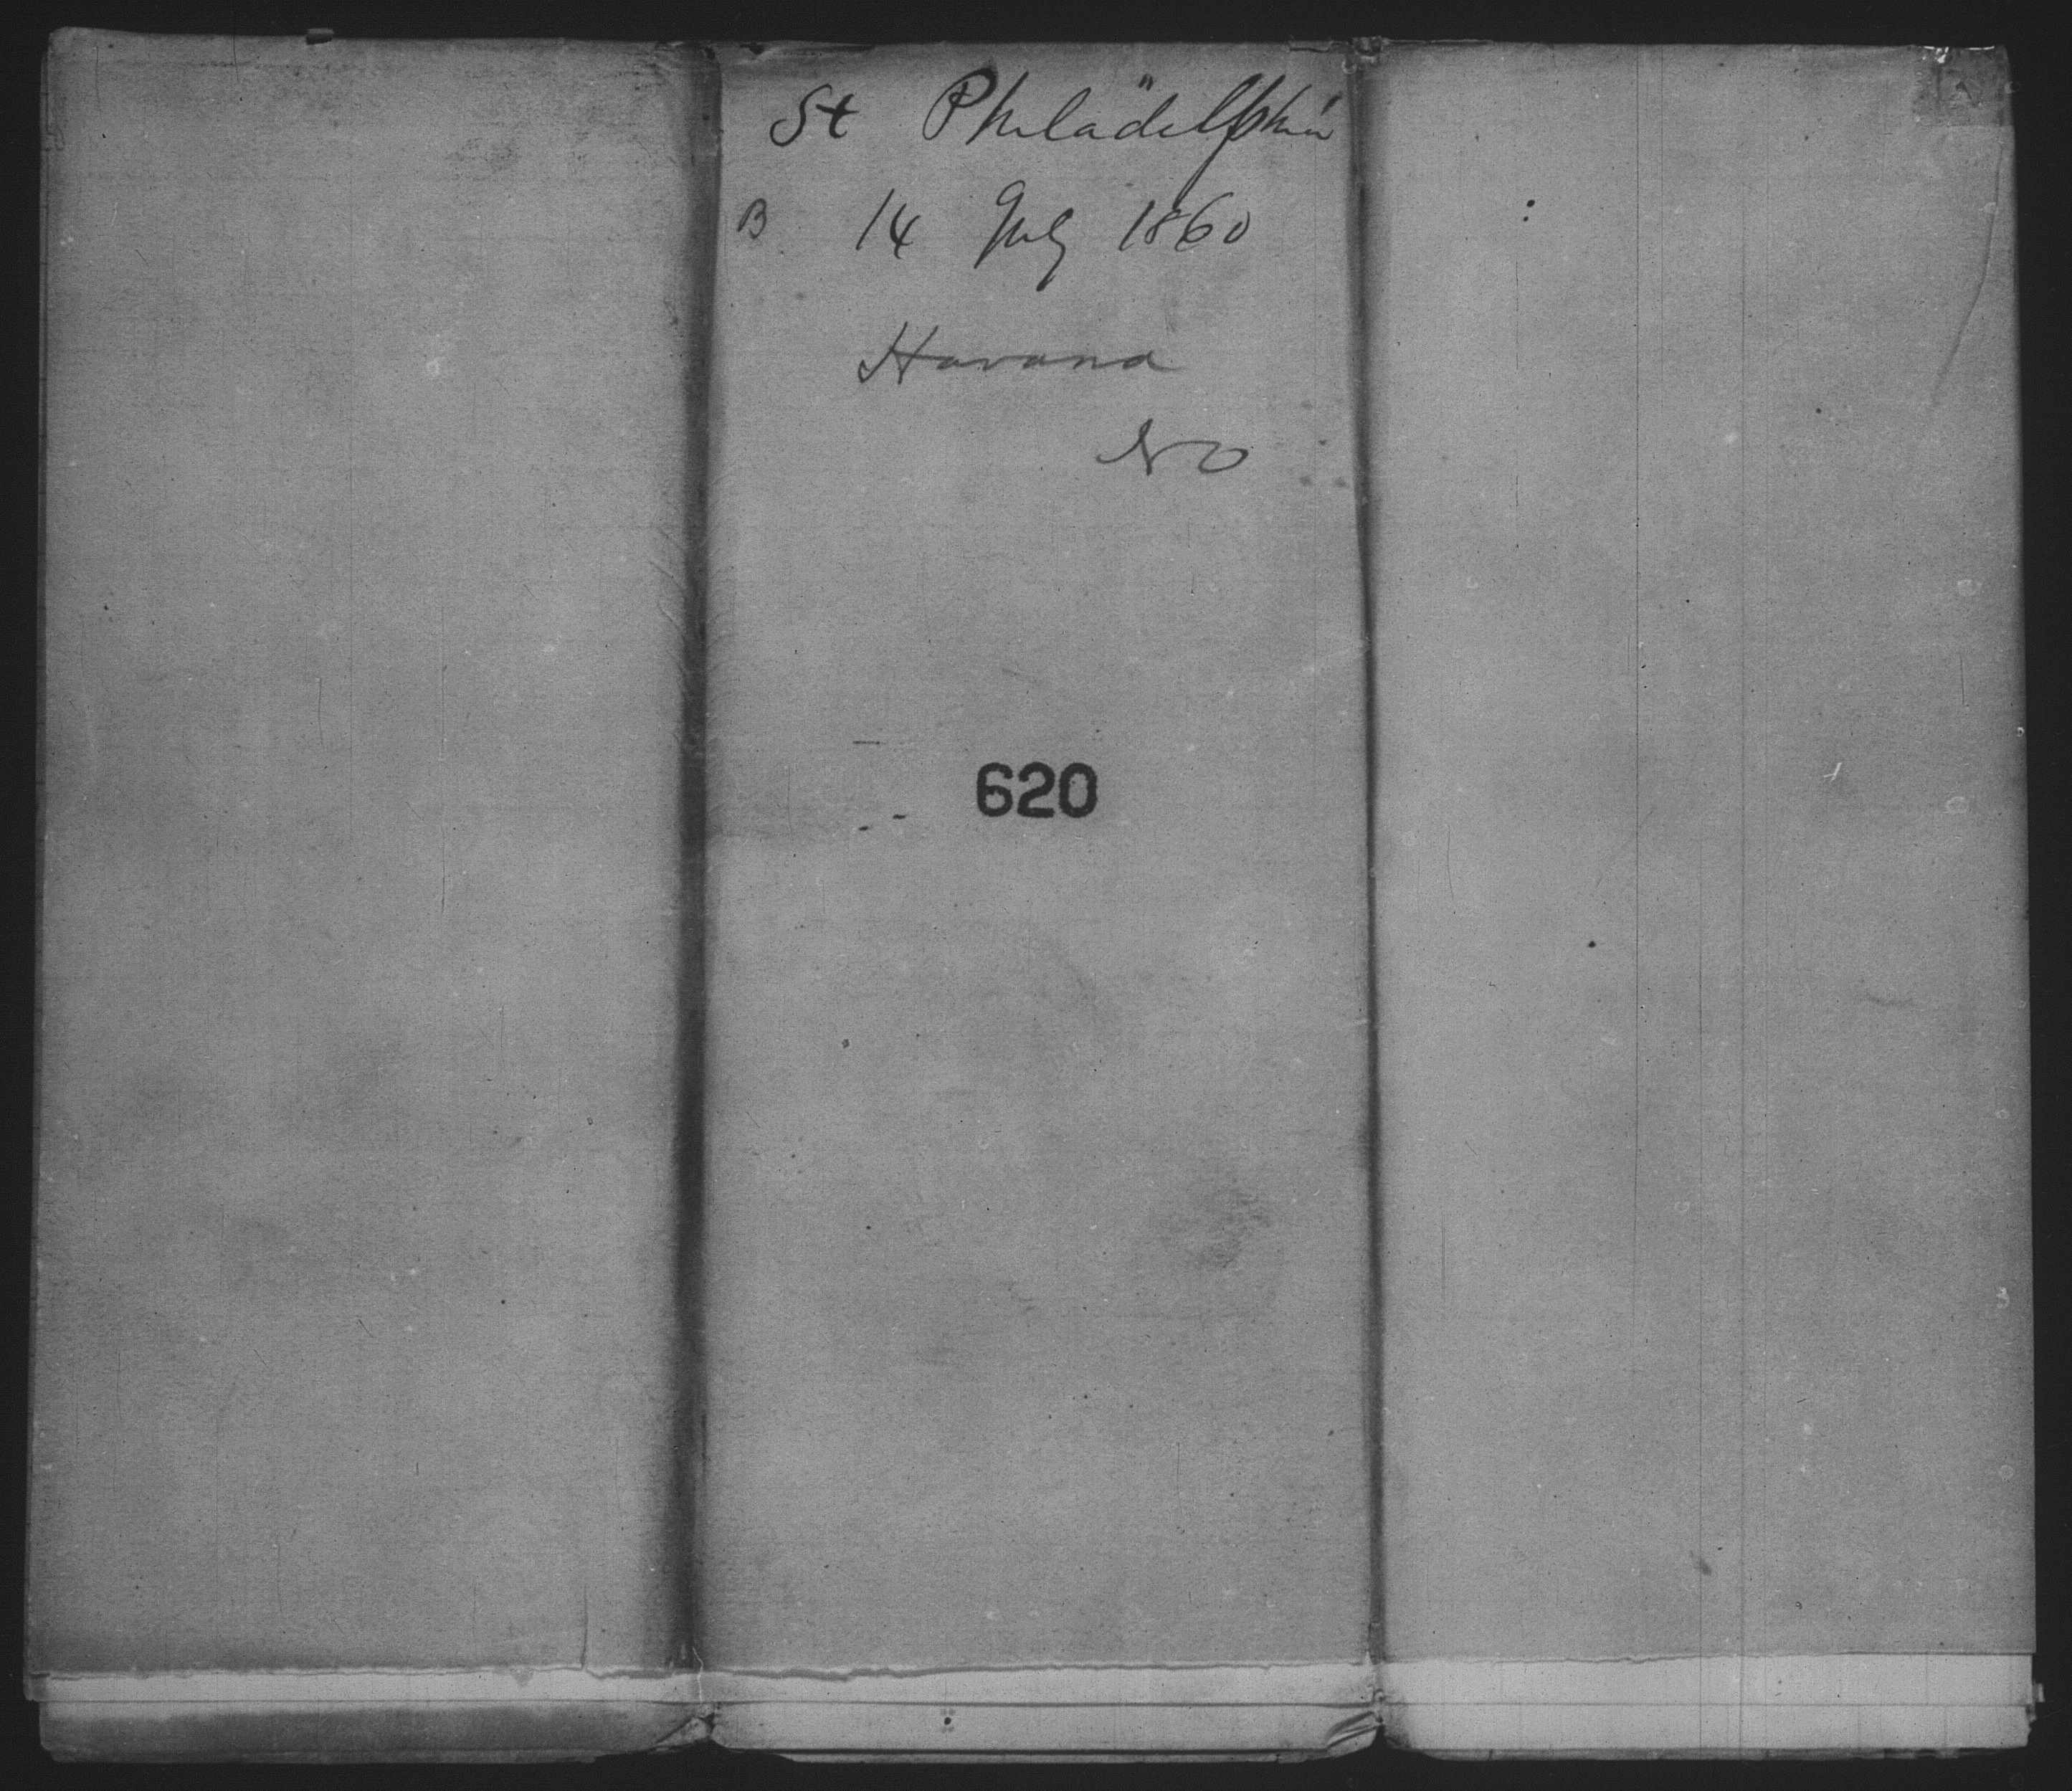 St Philadelphia
B 14 July 1860
Havana
NO
620